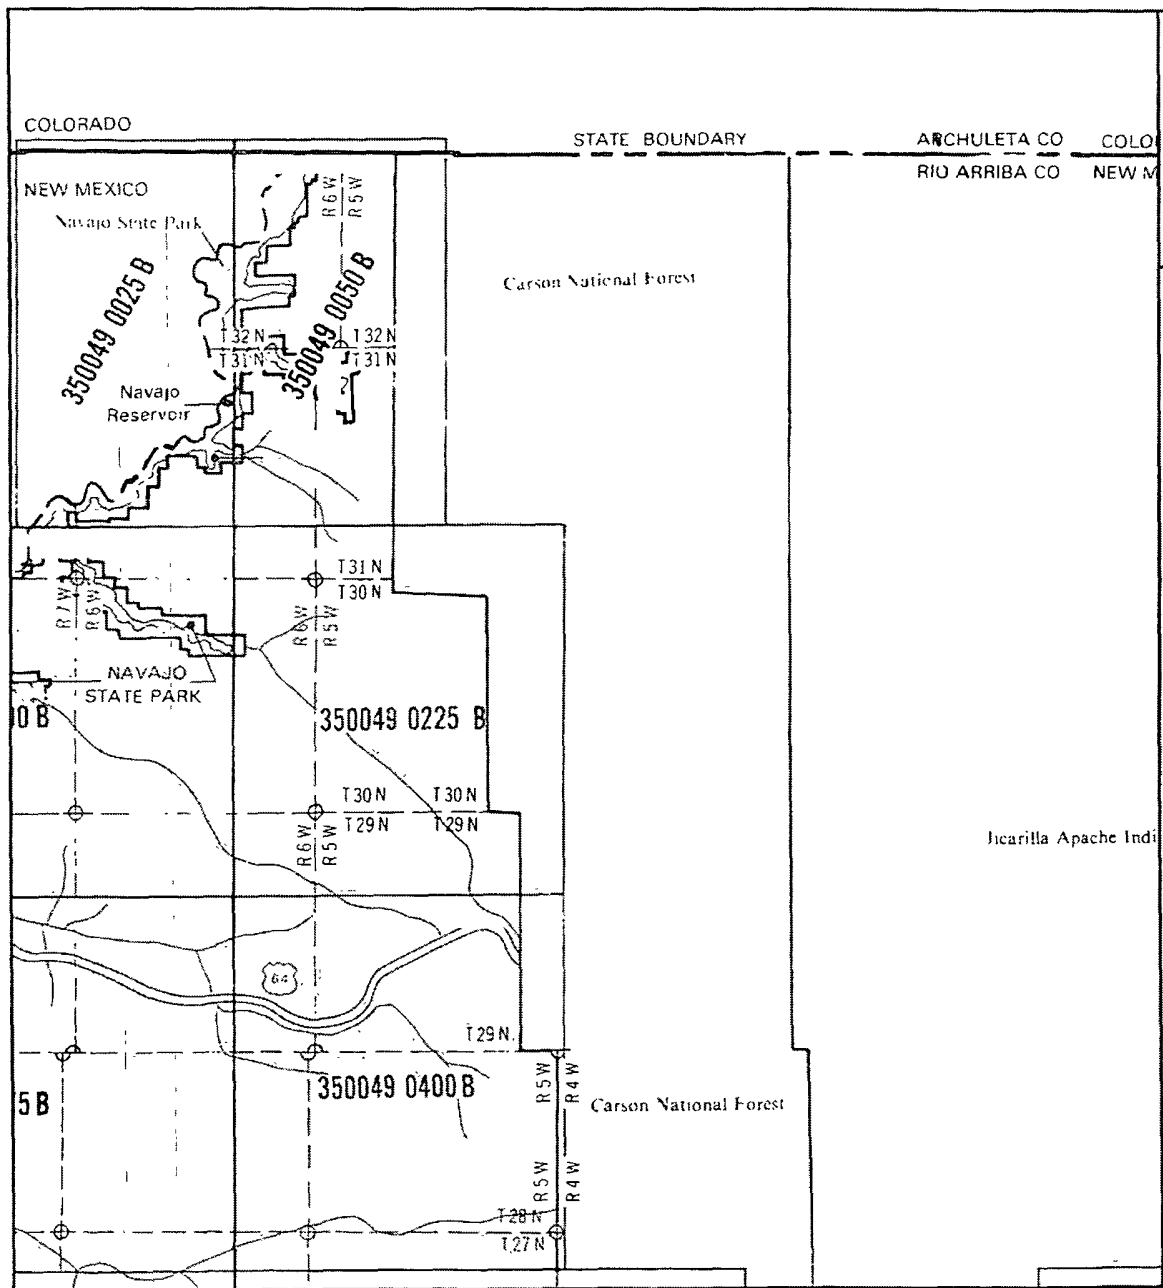 COLORADO
STATE BOUNDARY
ARCHULETA CO
COLO
NEW MEXICO
RIO ARRIBA CO
NEW M
Navajo State Park
R6W
R5W
Carson National Forest
350049 0025 B
350049 0050 B
T32N
T32N
T31N
T31N
Navajo
Reservoir
T31N
T30N
R7W
R6W
R6W
R5W
NAVAJO
STATE PARK
0 B
350049 0225 B
T30N
T30N
T29N
T29N
R6W
R5W
Jicarilla Apache Indi
64
T29N
350049 0400 B
5 B
R5W
R4W
Carson National Forest
R5W
R4W
T28N
T27N